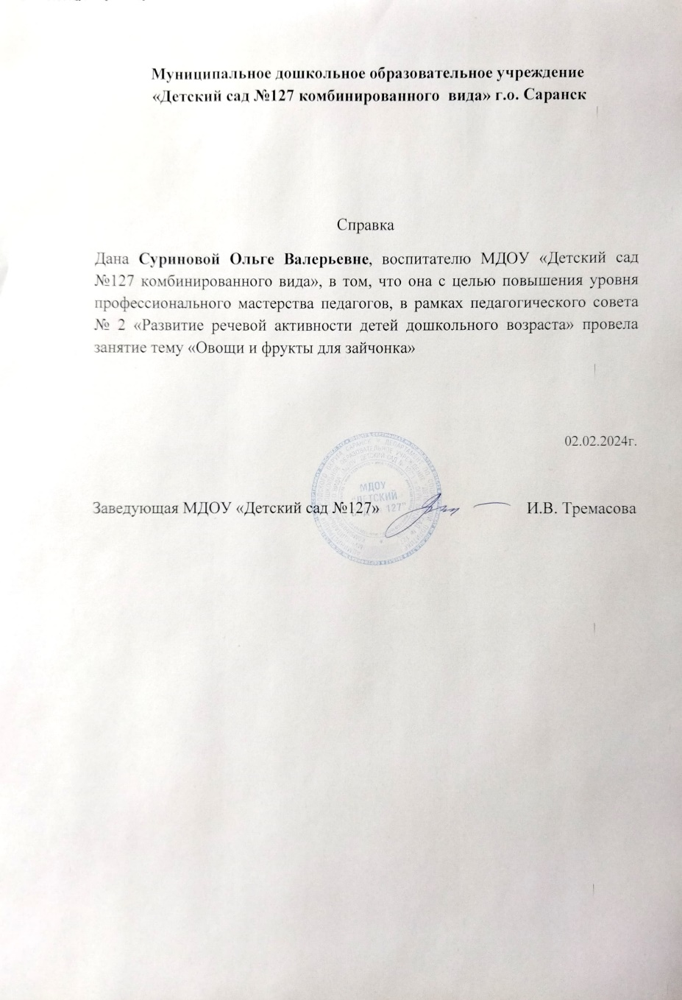 Муниципальное дошкольное образовательное учреждение
«Детский сад №127 комбинированного вида» г.о. Саранск
Справка
Дана Суриновой Ольге Валерьевне, воспитателю МДОУ «Детский сад
№127 комбинированного вида», в том, что она с целью повышения уровня
профессионального мастерства педагогов, в рамках педагогического совета
№ 2 «Развитие речевой активности детей дошкольного возраста» провела
занятие тему «Овощи и фрукты для зайчонка»
02.02.2024г.
МДОУ
"ДЕТСКИЙ
127"
Заведующая МДОУ «Детский сад №127» И.В. Тремасова